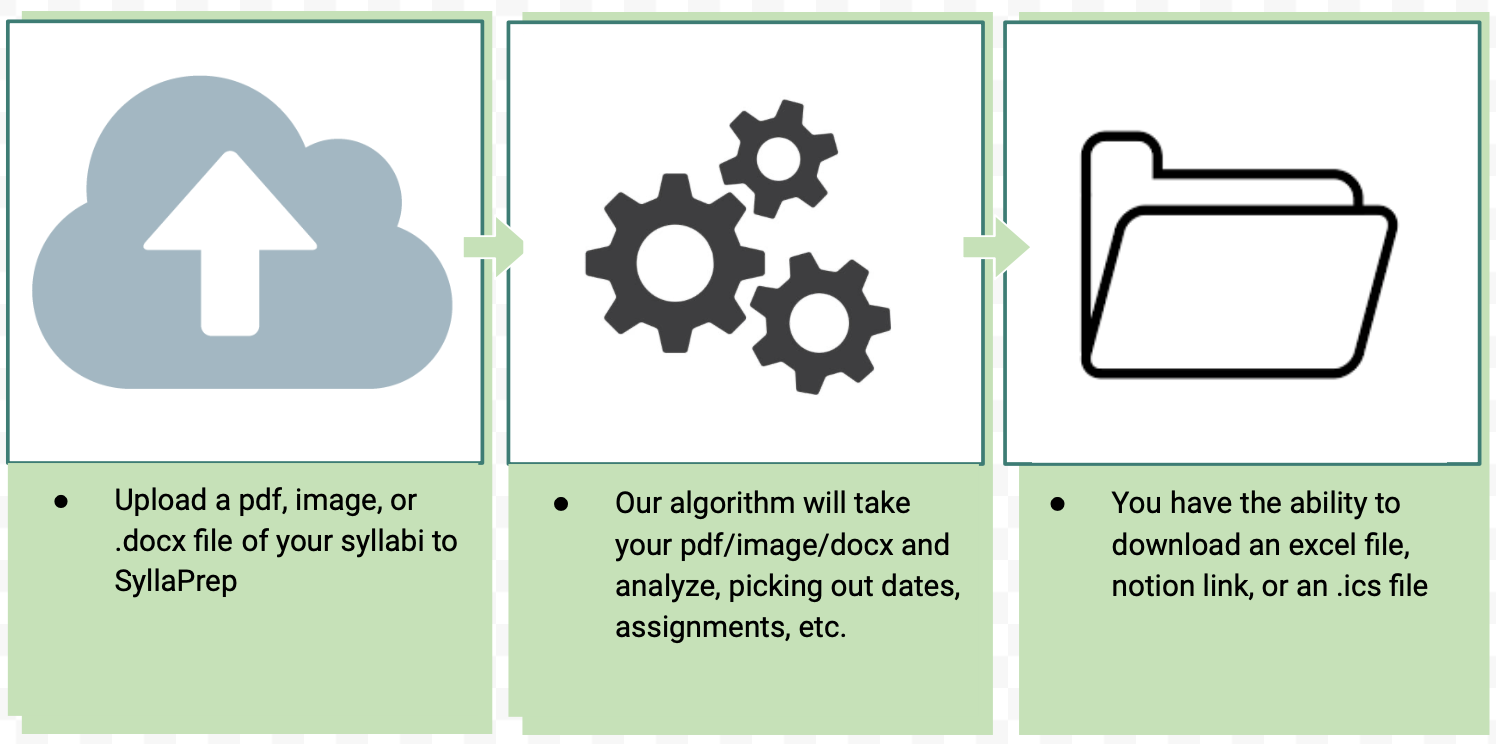 ● Upload a pdf, image, or
.docx file of your syllabi to
SyllaPrep
● Our algorithm will take
your pdf/image/docx and
analyze, picking out dates,
assignments, etc.
● You have the ability to
download an excel file,
notion link, or an .ics file